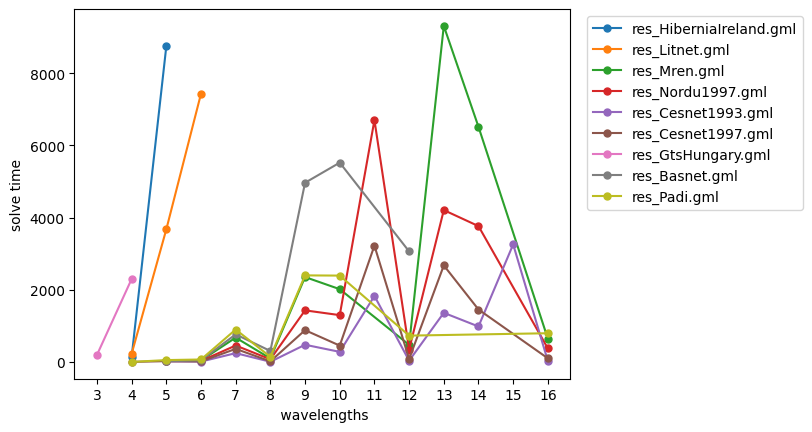 8000
6000
4000
2000
0
solve time
3 4 5 6 7 8 9 10 11 12 13 14 15 16
wavelengths
res_HiberniaIreland.gml
res_Litnet.gml
res_Mren.gml
res_Nordu1997.gml
res_Cesnet1993.gml
res_Cesnet1997.gml
res_GtsHungary.gml
res_Basnet.gml
res_Padi.gml